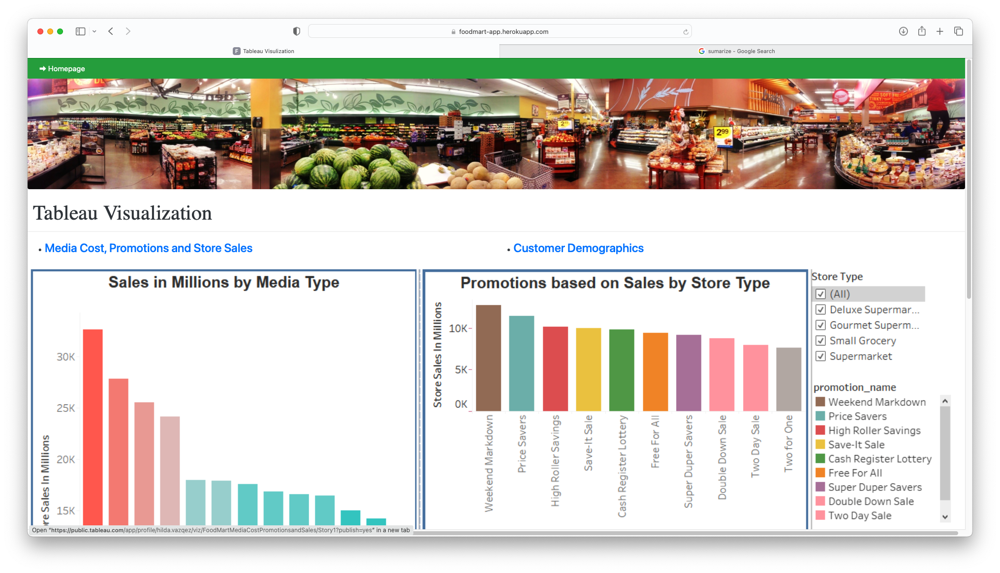 foodmart-app.herokuapp.com
F Tableau Visulization
G sumarize - Google Search
➡ Homepage
SOFT FRE
TINKY
2.99
Tableau Visualization
• Media Cost, Promotions and Store Sales
• Customer Demographics
Sales in Millions by Media Type
30K
25K
20K
15K
re Sales In Millions
Promotions based on Sales by Store Type
Store Sales In Millions
10K
5K
0K
Weekend Markdown
Price Savers
High Roller Savings
Save-It Sale
Cash Register Lottery
Free For All
Super Duper Savers
Double Down Sale
Two Day Sale
Two for One
Store Type
(All)
Deluxe Supermar...
Gourmet Superm...
Small Grocery
Supermarket
promotion_name
Weekend Markdown
Price Savers
High Roller Savings
Save-It Sale
Cash Register Lottery
Free For All
Super Duper Savers
Double Down Sale
Two Day Sale
Open "https://public.tableau.com/app/profile/hilda.vazqez/viz/FoodMartMediaCostPromotionsandSales/Story1?publish=yes" in a new tab